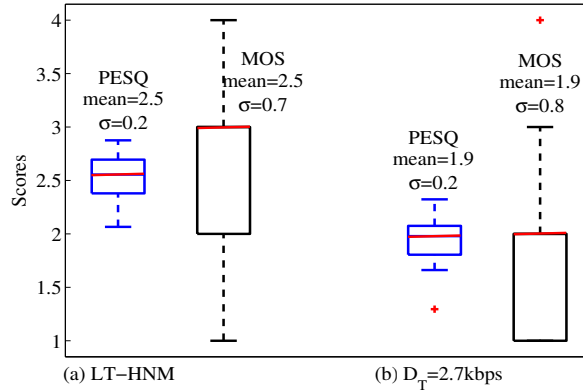 4
3.5
3
2.5
2
1.5
1
Scores
PESQ
mean=2.5
σ=0.2
MOS
mean=2.5
σ=0.7
PESQ
mean=1.9
σ=0.2
MOS
mean=1.9
σ=0.8
(a) LT−HNM
(b) D_T=2.7kbps